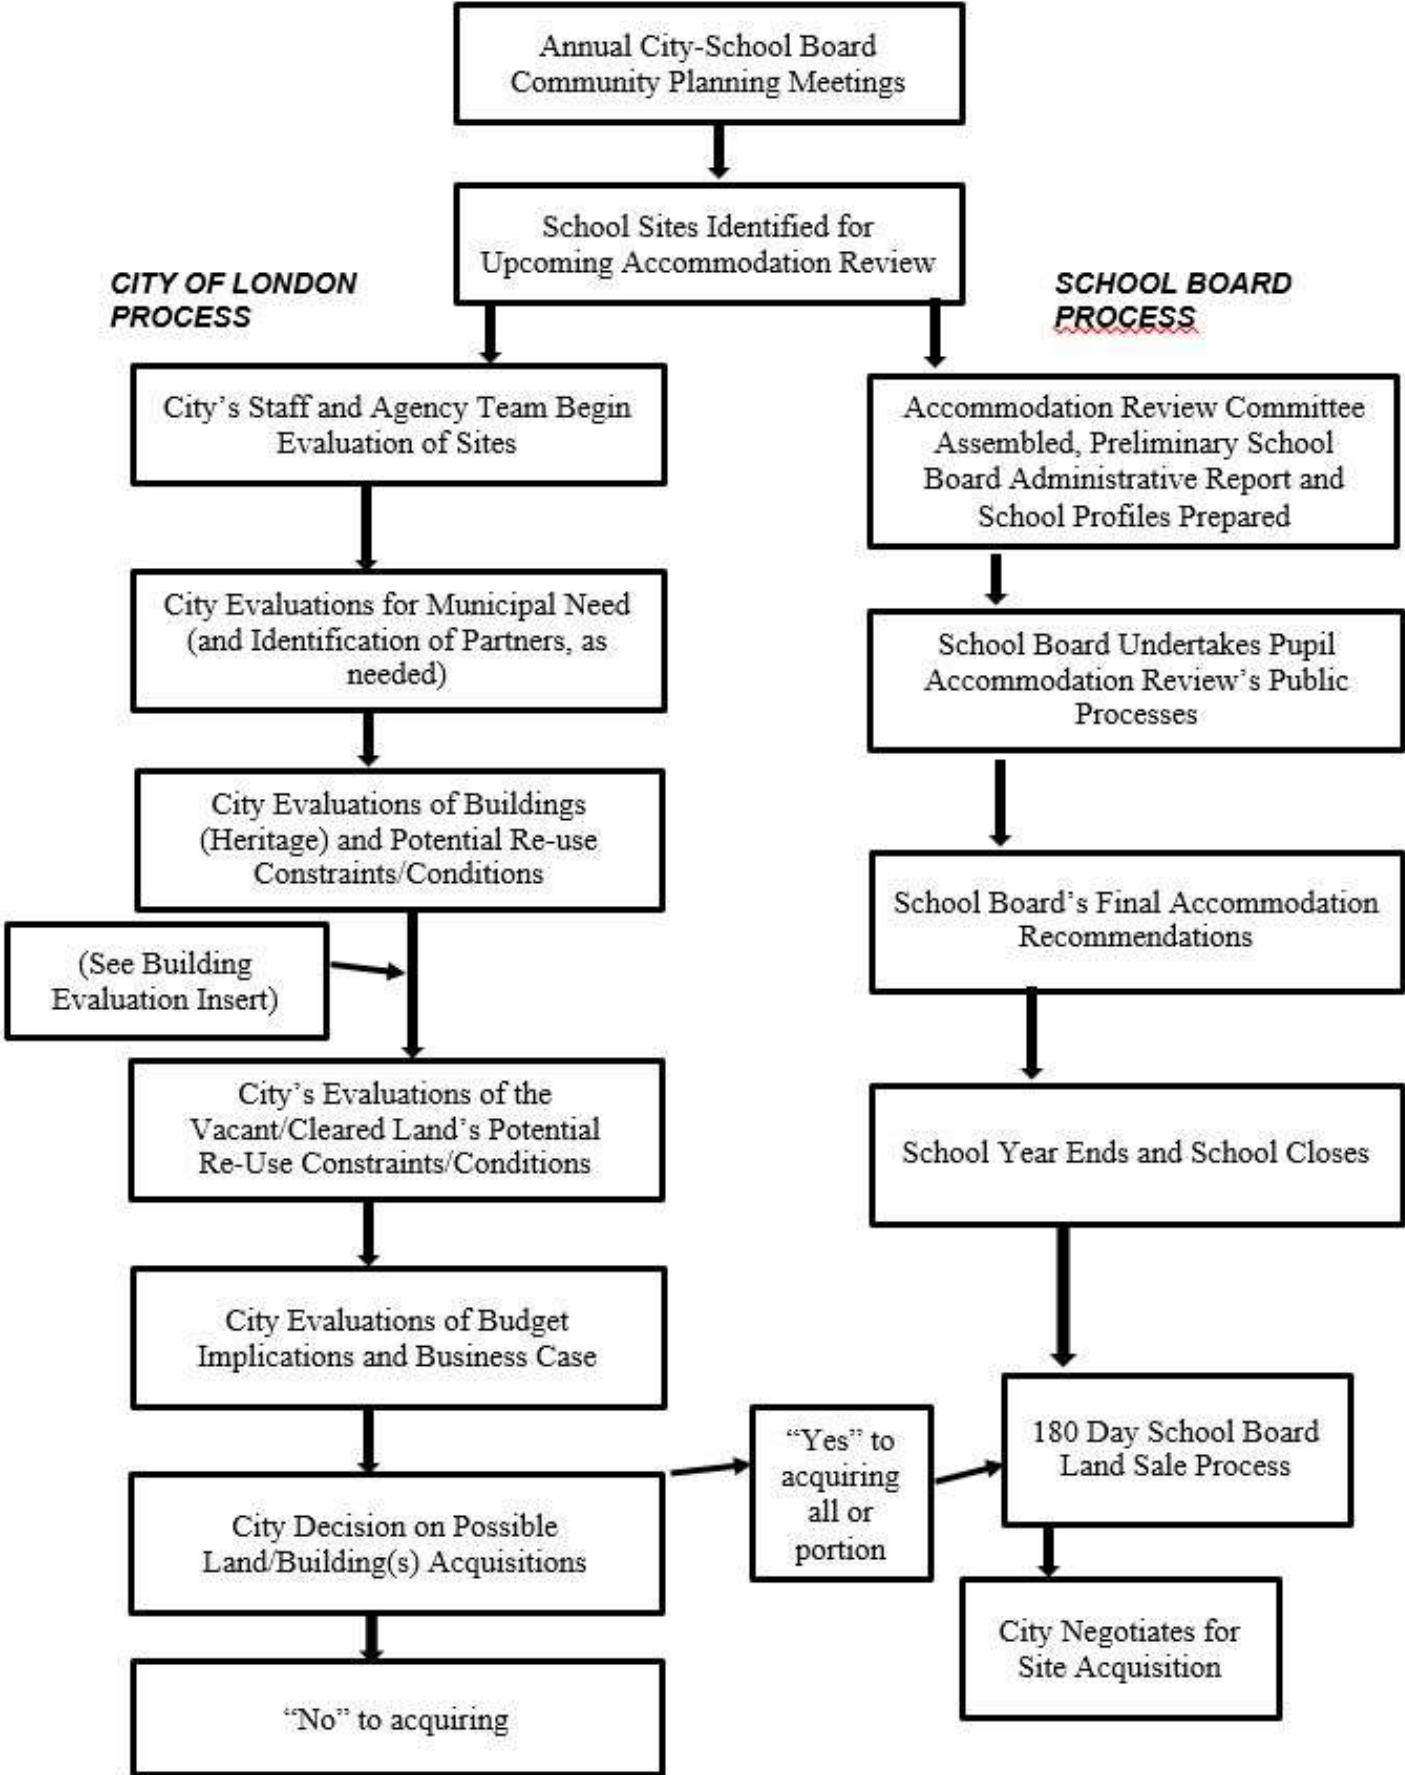 Annual City-School Board
Community Planning Meetings
School Sites Identified for
Upcoming Accommodation Review
CITY OF LONDON
PROCESS
SCHOOL BOARD
PROCESS
City’s Staff and Agency Team Begin
Evaluation of Sites
Accommodation Review Committee
Assembled, Preliminary School
Board Administrative Report and
School Profiles Prepared
City Evaluations for Municipal Need
(and Identification of Partners, as
needed)
School Board Undertakes Pupil
Accommodation Review’s Public
Processes
City Evaluations of Buildings
(Heritage) and Potential Re-use
Constraints/Conditions
School Board’s Final Accommodation
Recommendations
(See Building
Evaluation Insert)
City’s Evaluations of the
Vacant/Cleared Land’s Potential
Re-Use Constraints/Conditions
School Year Ends and School Closes
City Evaluations of Budget
Implications and Business Case
“Yes” to
acquiring
all or
portion
180 Day School Board
Land Sale Process
City Decision on Possible
Land/Building(s) Acquisitions
City Negotiates for
Site Acquisition
“No” to acquiring